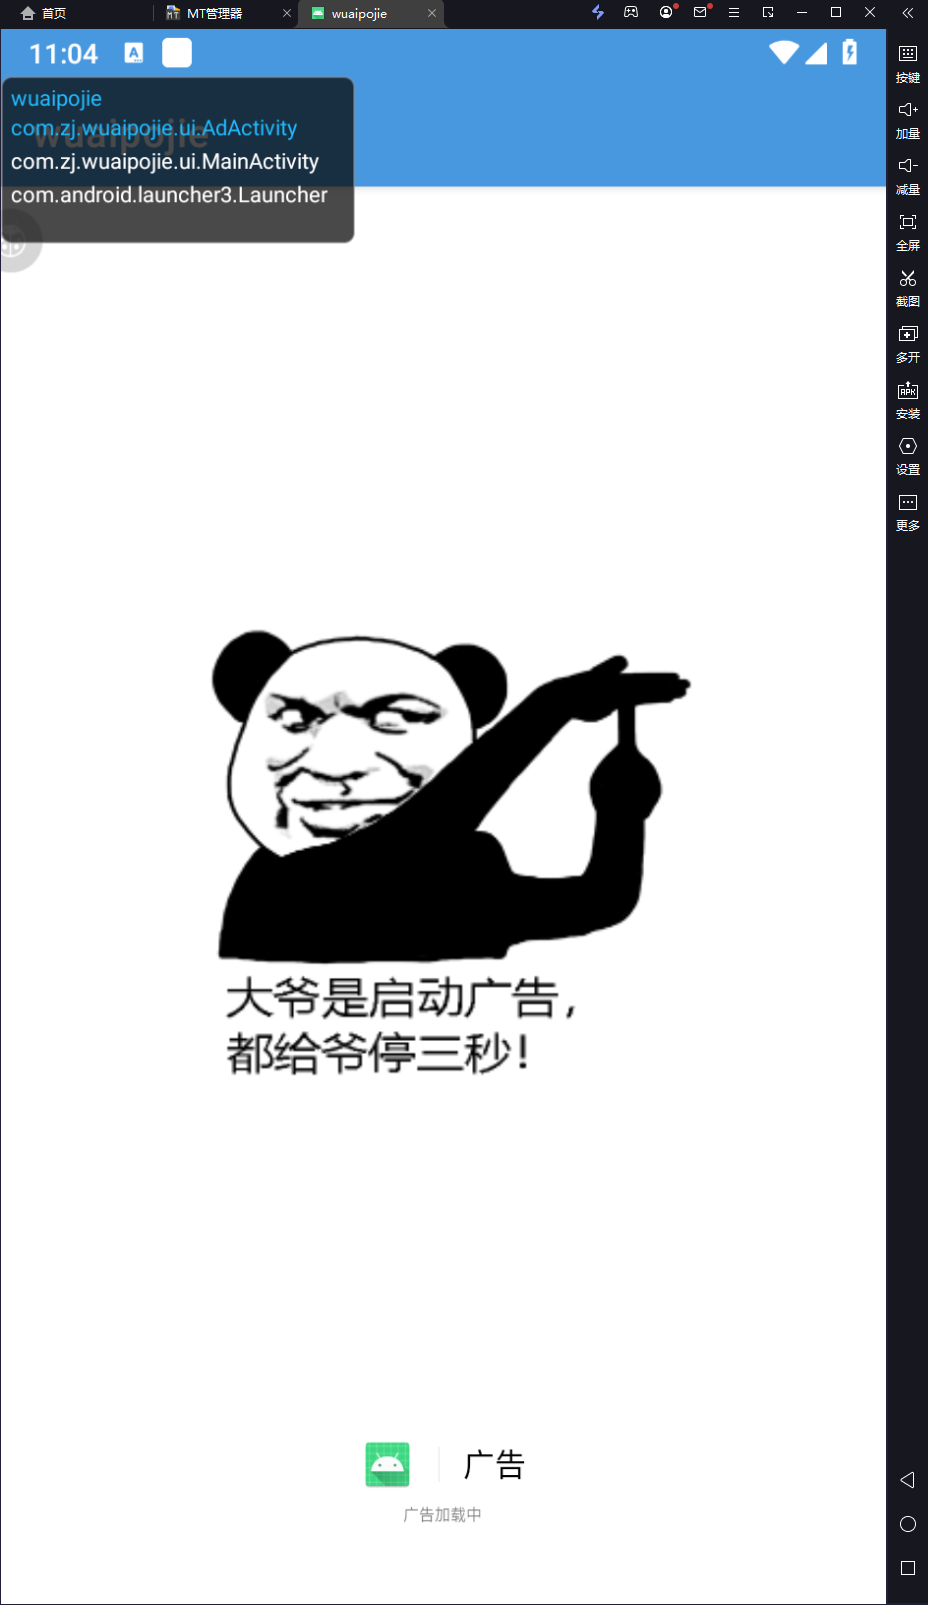 首页
MT管理器
wuaipojie
11:04
wuaipojie
wuaipojie
com.zj.wuaipojie.ui.AdActivity
com.zj.wuaipojie.ui.MainActivity
com.android.launcher3.Launcher
按键
加量
减量
全屏
截图
多开
安装
设置
更多
大爷是启动广告，
都给爷停三秒！
广告
广告加载中